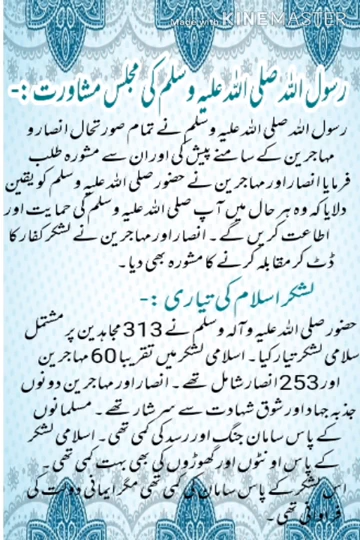 Made with KINEMASTER
رسول اللہ صلی اللہ علیہ وسلم کی مجلس مشاورت :-
رسول اللہ صلی اللہ علیہ وسلم نے تمام صورتحال انصار و
مہاجرین کے سامنے پیش کی اور ان سے مشورہ طلب
فرمایا انصار اور مہاجرین نے حضور صلی اللہ علیہ وسلم کو یقین
دلایا کہ وہ ہر حال میں آپ صلی اللہ علیہ وسلم کی حمایت اور
اطاعت کریں گے ۔ انصار اور مہاجرین نے لشکر کفار کا
ڈٹ کر مقابلہ کرنے کا مشورہ بھی دیا ۔
لشکر اسلام کی تیاری :-
حضور صلی اللہ علیہ وآلہ وسلم نے 313 مجاہدین پر مشتمل
سلامی لشکر تیار کیا ۔ اسلامی لشکر میں تقریبا 60 مہاجرین
اور 253 انصار شامل تھے ۔ انصار اور مہاجرین دونوں
جذبہ جہاد اور شوق شہادت سے سرشار تھے ۔ مسلمانوں
کے پاس سامان جنگ اور رسد کی کمی تھی ۔ اسلامی لشکر
کے پاس اونٹوں اور گھوڑوں کی بھی بہت کمی تھی ۔
اس لشکر کے پاس سامان کی کمی تھی مگر ایمانی دولت کی
فراوانی تھی ۔